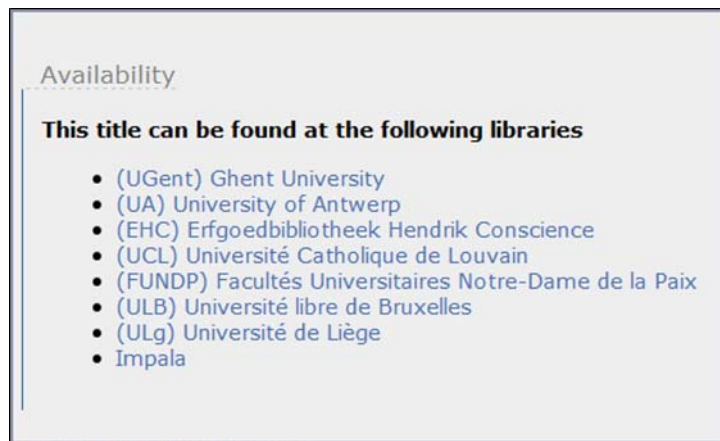 Availability
This title can be found at the following libraries
• (UGent) Ghent University
• (UA) University of Antwerp
• (EHC) Erfgoedbibliotheek Hendrik Conscience
• (UCL) Université Catholique de Louvain
• (FUNDP) Facultés Universitaires Notre-Dame de la Paix
• (ULB) Université libre de Bruxelles
• (ULg) Université de Liège
• Impala